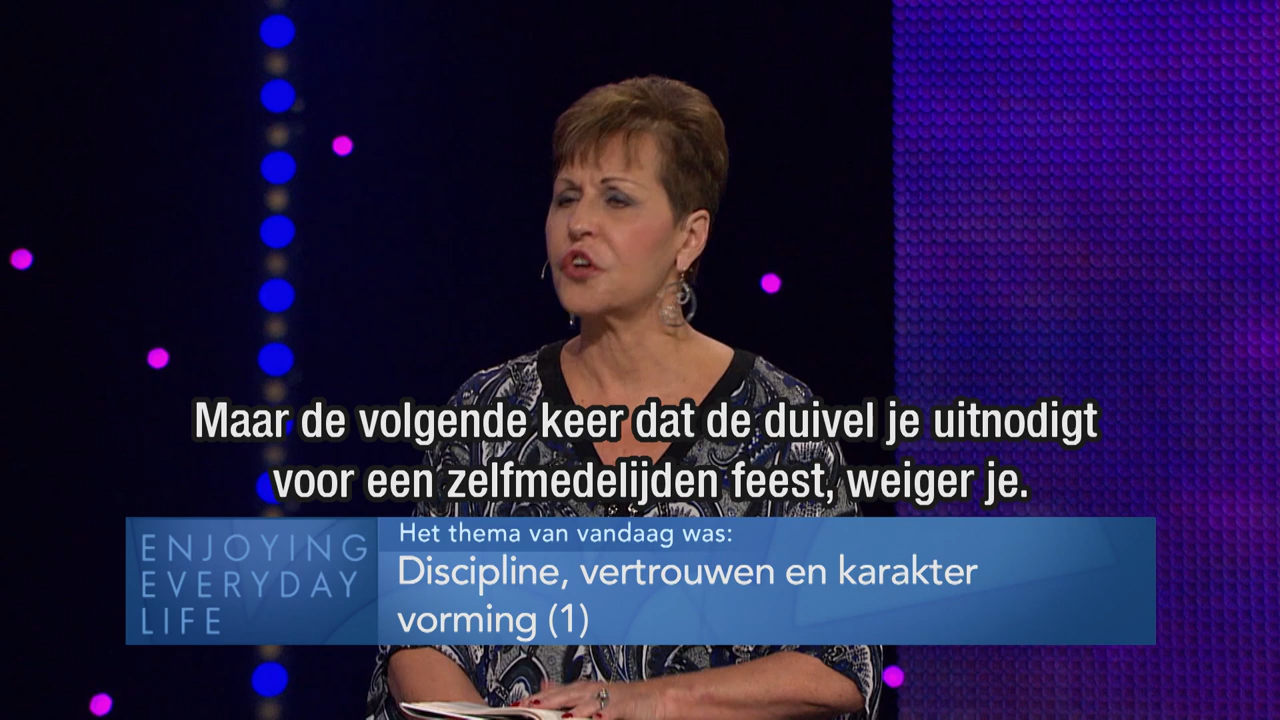 Maar de volgende keer dat de duivel je uitnodigt
voor een zelfmedelijden feest, weiger je.
ENJOYING
EVERYDAY
LIFE
Het thema van vandaag was:
Discipline, vertrouwen en karakter
vorming (1)